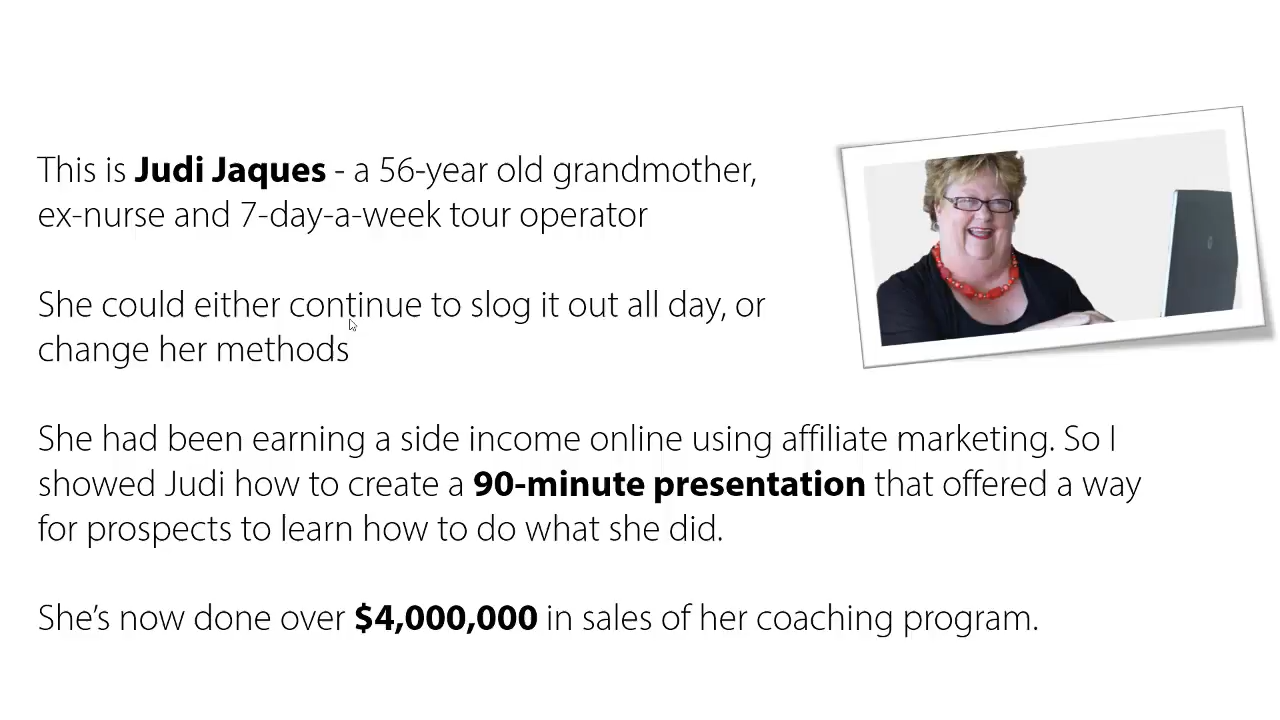 This is Judi Jaques - a 56-year old grandmother,
ex-nurse and 7-day-a-week tour operator
She could either continue to slog it out all day, or
change her methods
She had been earning a side income online using affiliate marketing. So I
showed Judi how to create a 90-minute presentation that offered a way
for prospects to learn how to do what she did.
She’s now done over $4,000,000 in sales of her coaching program.